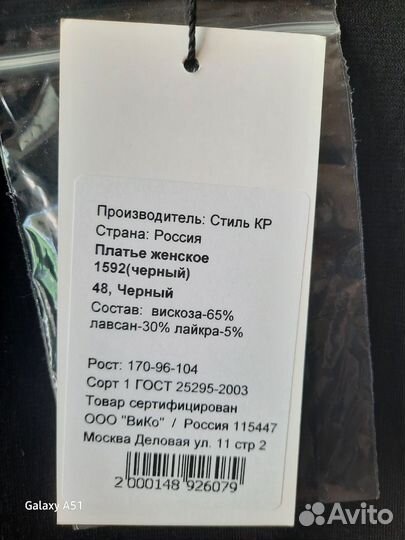 Производитель: Стиль КР
Страна: Россия
Платье женское
1592(черный)
48, Черный
Состав: вискоза-65%
лавсан-30% лайкра-5%
Рост: 170-96-104
Сорт 1 ГОСТ 25295-2003
Товар сертифицирован
ООО "ВиКо" / Россия 115447
Москва Деловая ул. 11 стр 2
2 000148 926079
Galaxy A51
Avito